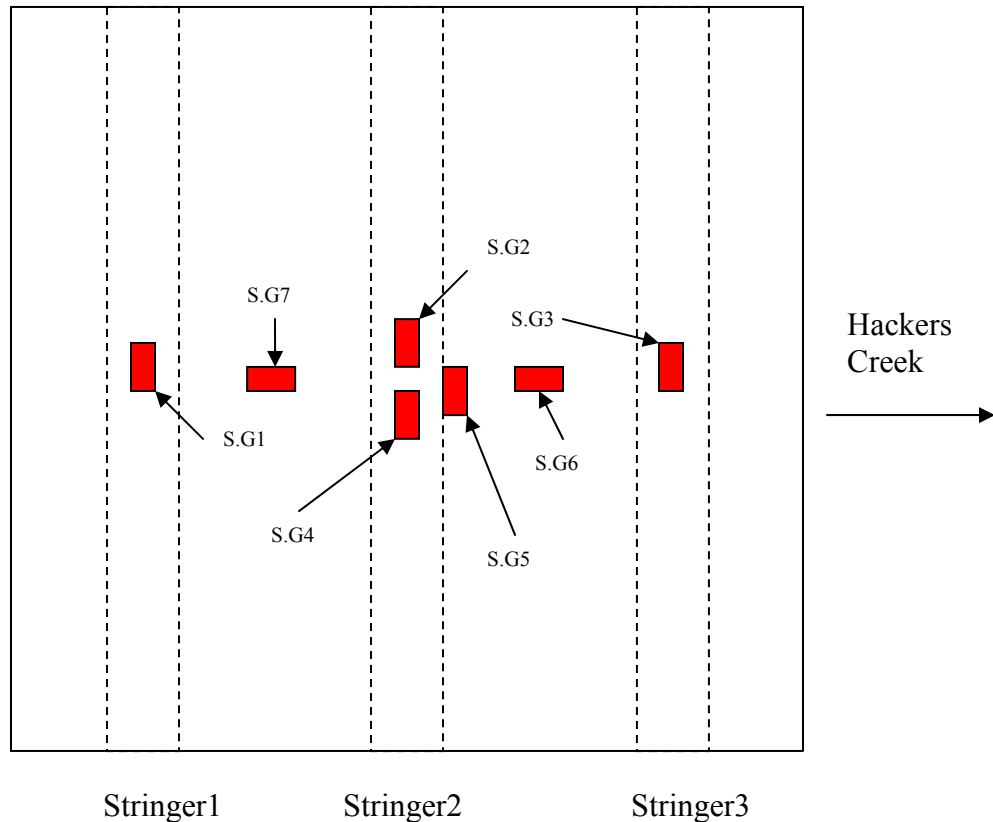 S.G2
S.G7
S.G3
Hackers
Creek
S.G1
S.G6
S.G4
S.G5
Stringer1
Stringer2
Stringer3